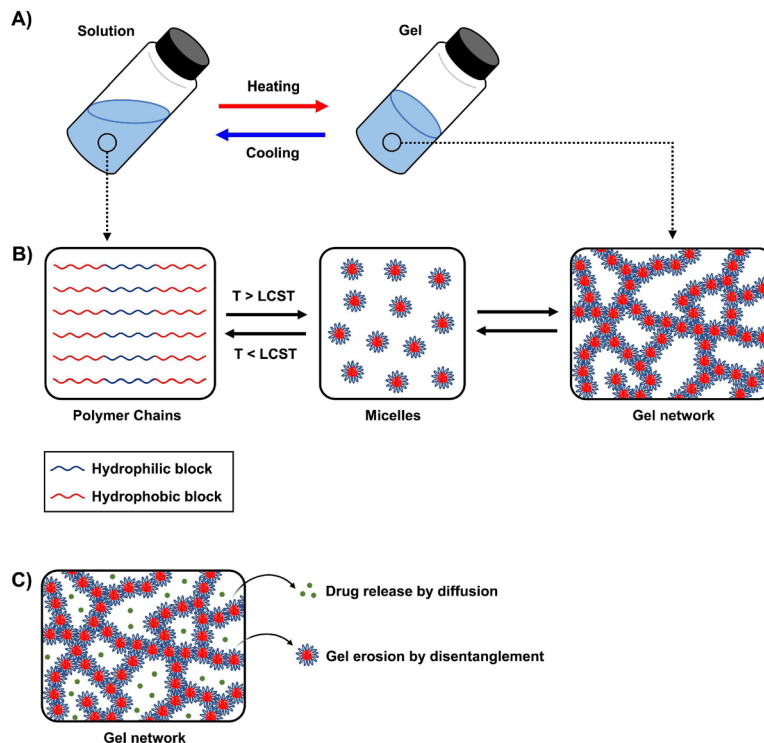 A)
Solution
Gel
Heating
Cooling
B)
T > LCST
T < LCST
Polymer Chains
Micelles
Gel network
Hydrophilic block
Hydrophobic block
C)
Drug release by diffusion
Gel erosion by disentanglement
Gel network